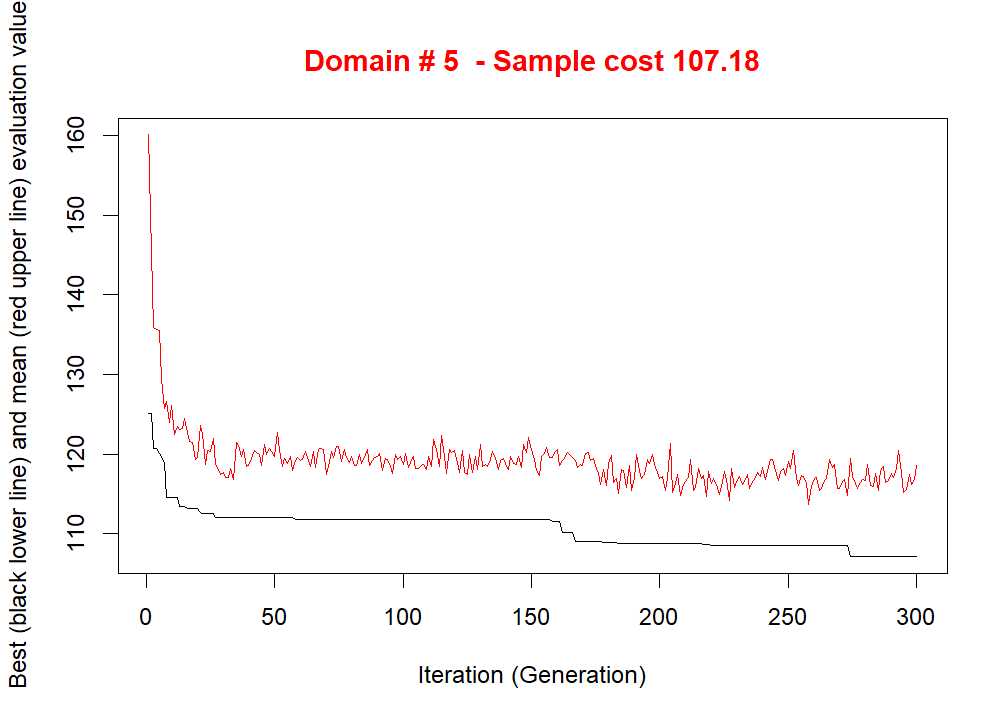 Domain # 5  - Sample cost 107.18
Best (black lower line) and mean (red upper line) evaluation value
160
150
140
130
120
110
0 50 100 150 200 250 300
Iteration (Generation)